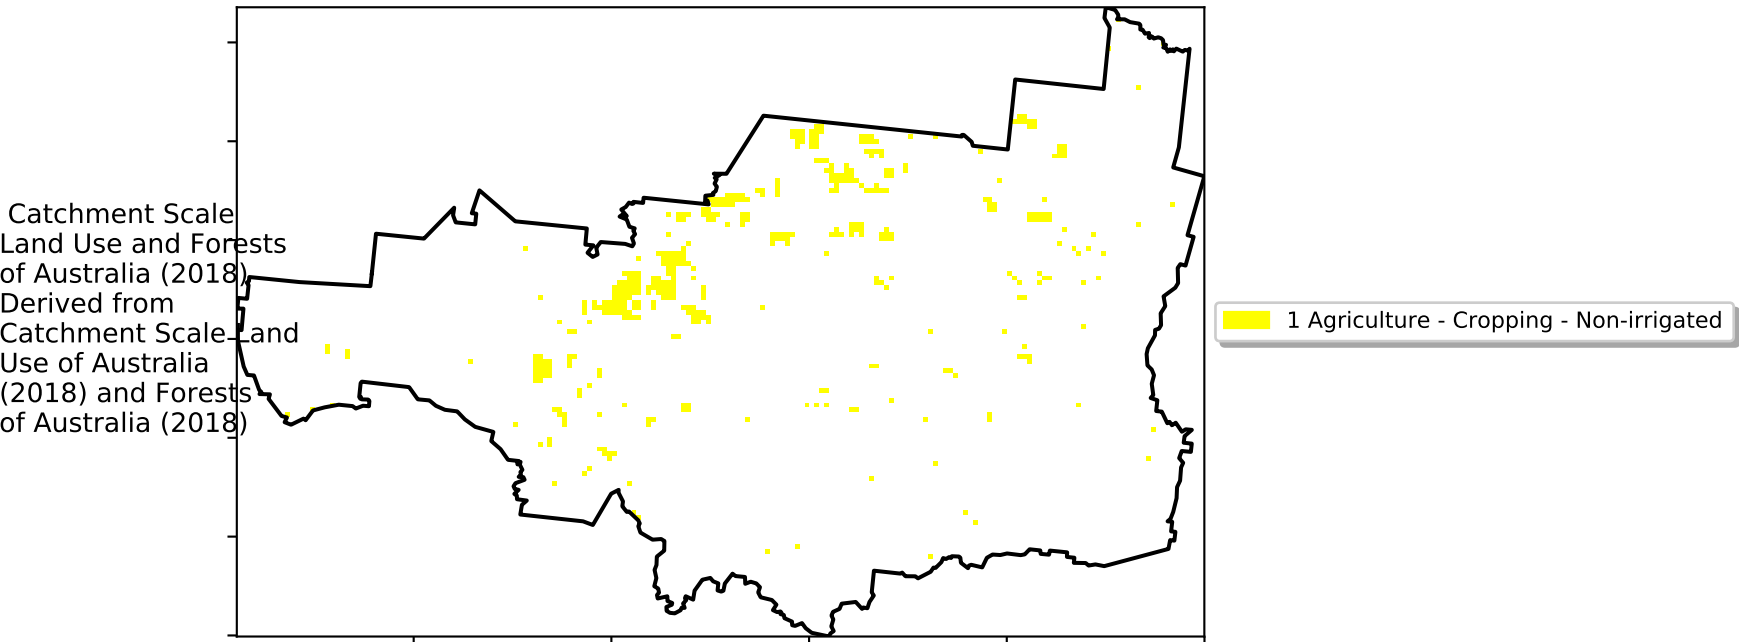 Catchment Scale
Land Use and Forests
of Australia (2018)
Derived from
Catchment Scale Land
Use of Australia
(2018) and Forests
of Australia (2018)
1 Agriculture - Cropping - Non-irrigated